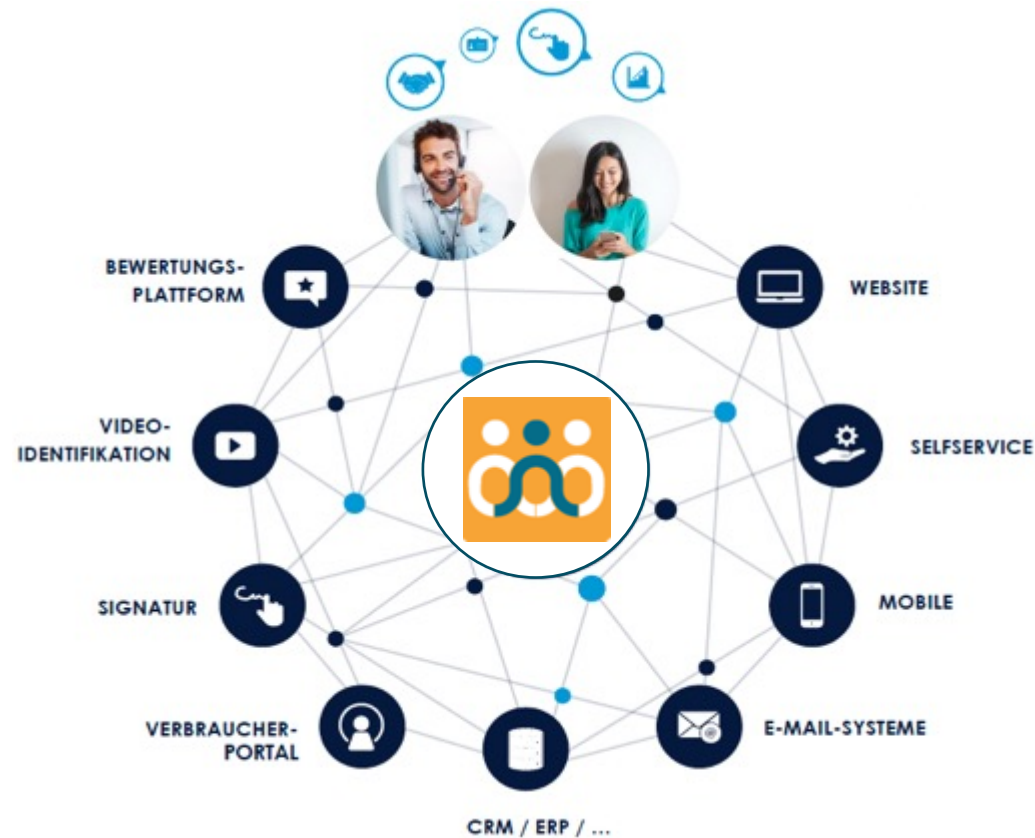 BEWERTUNGS-
PLATTFORM
WEBSITE
VIDEO-
IDENTIFIKATION
SELFSERVICE
SIGNATUR
MOBILE
VERBRAUCHER-
PORTAL
E-MAIL-SYSTEME
CRM / ERP / ...